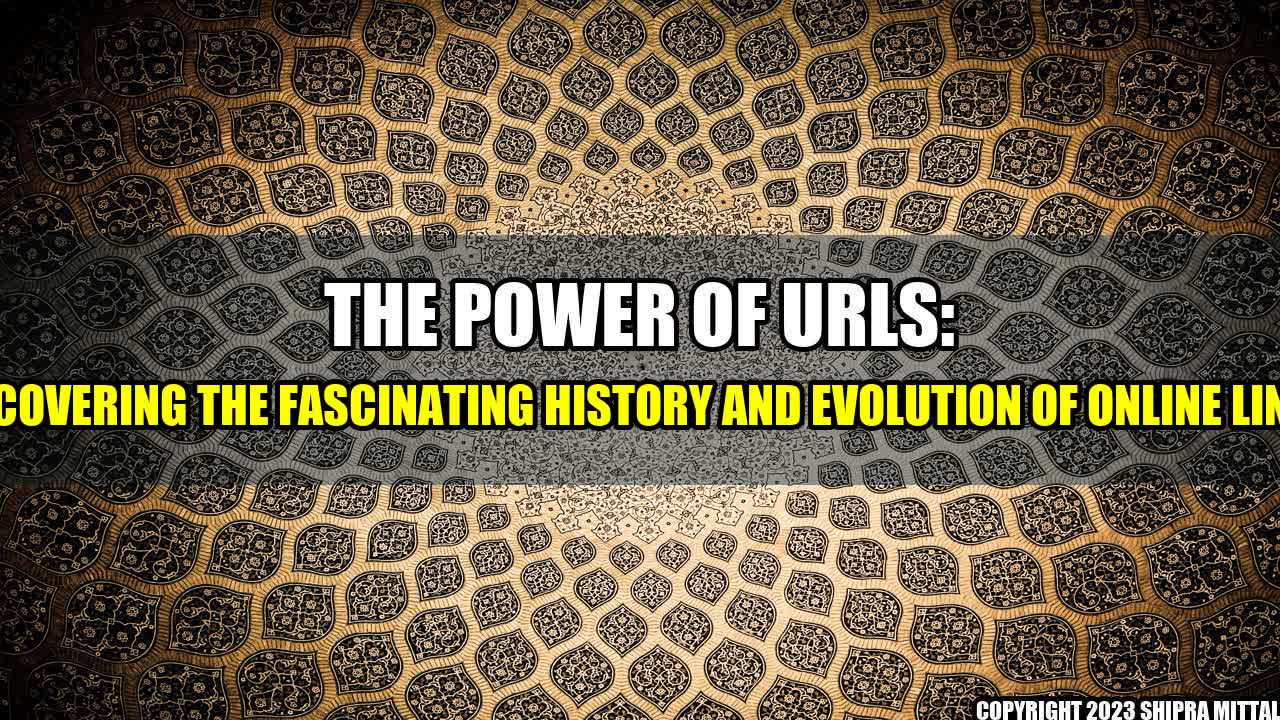 THE POWER OF URLS:
COVERING THE FASCINATING HISTORY AND EVOLUTION OF ONLINE LIN
COPYRIGHT 2023 SHIPRA MITTAL